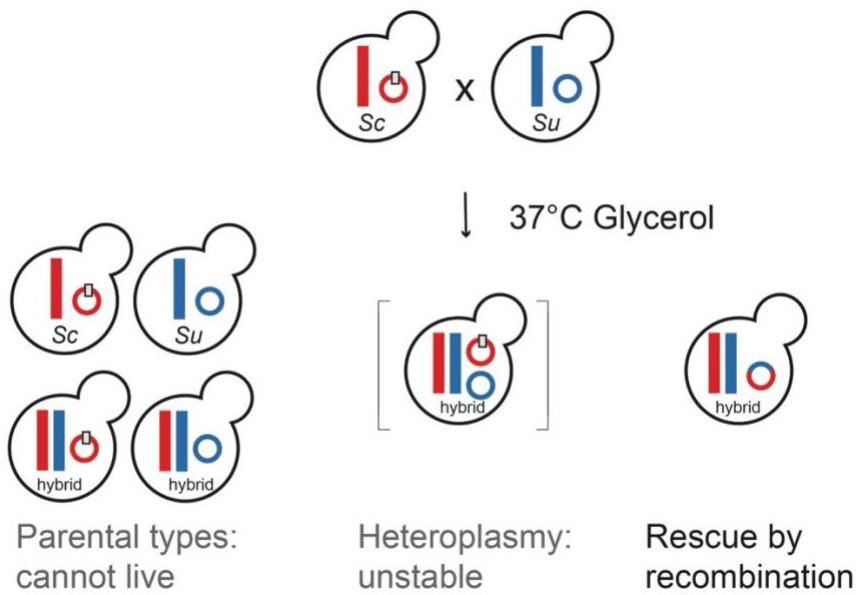 Sc
x
Su
37°C Glycerol
Sc
Su
hybrid
hybrid
hybrid
hybrid
Parental types:
cannot live
Heteroplasmy:
unstable
Rescue by
recombination